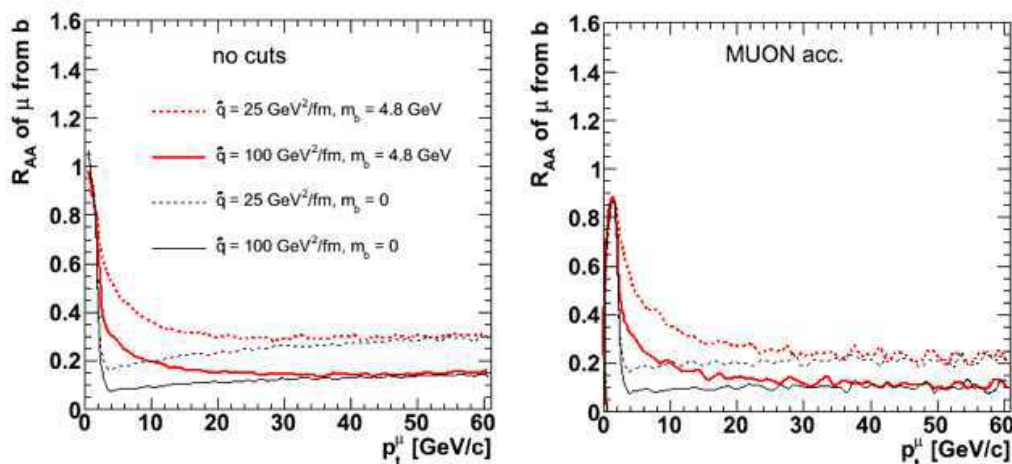 R_AA of μ from b
1.6
1.4
1.2
1
0.8
0.6
0.4
0.2
0
no cuts
q̂ = 25 GeV²/fm, m_b = 4.8 GeV
q̂ = 100 GeV²/fm, m_b = 4.8 GeV
q̂ = 25 GeV²/fm, m_b = 0
q̂ = 100 GeV²/fm, m_b = 0
0 10 20 30 40 50 60
p_t^μ [GeV/c]
R_AA of μ from b
1.6
1.4
1.2
1
0.8
0.6
0.4
0.2
0
MUON acc.
0 10 20 30 40 50 60
p_t^μ [GeV/c]